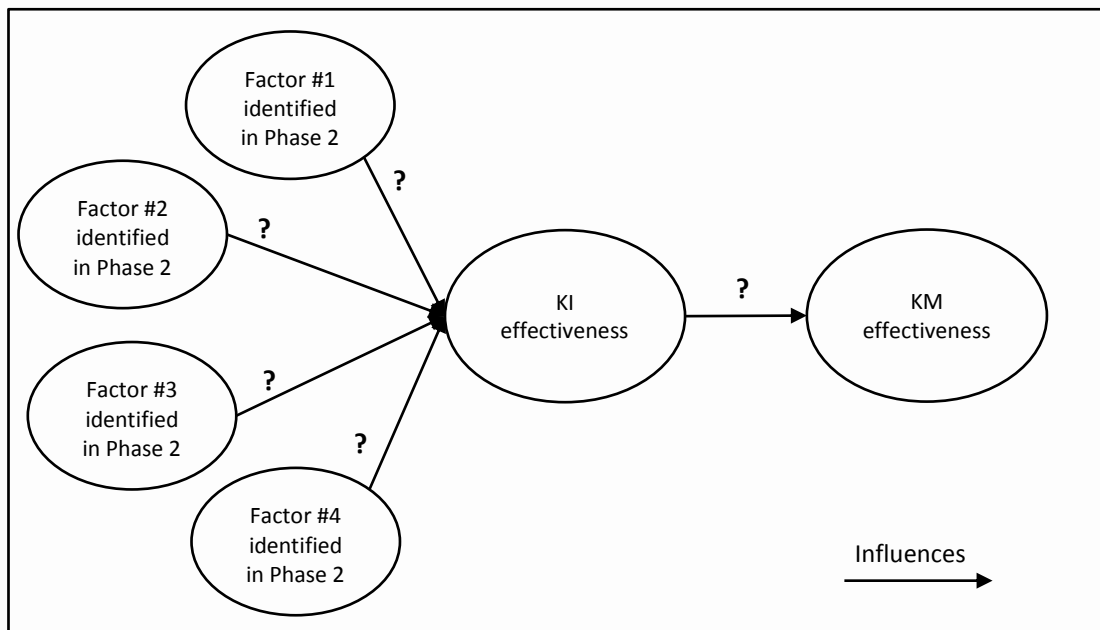 Factor #1
identified
in Phase 2
?
Factor #2
identified
in Phase 2
?
KI
effectiveness
?
KM
effectiveness
Factor #3
identified
in Phase 2
?
Factor #4
identified
in Phase 2
?
Influences